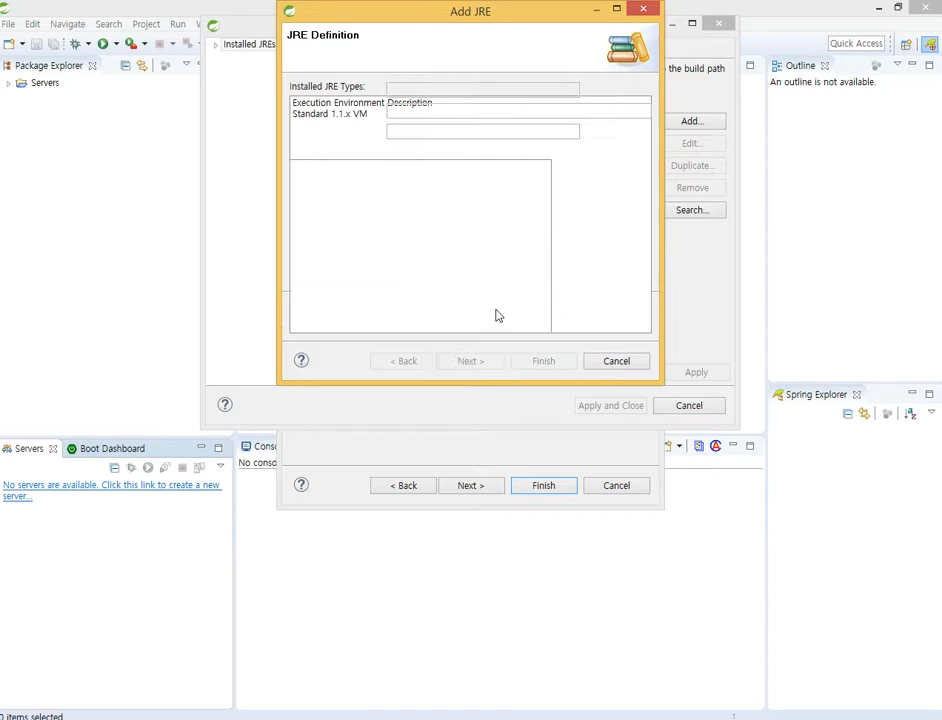 Add JRE
File Edit Navigate Search Project Run
Quick Access
Installed JREs
JRE Definition
Package Explorer
Servers
the build path
Outline
An outline is not available.
Installed JRE Types:
Execution Environment Description
Standard 1.1.x VM
Add...
Edit...
Duplicate...
Remove
Search...
? < Back Next > Finish Cancel
Apply
? Apply and Close Cancel
Spring Explorer
Servers Boot Dashboard
Conso
No servers are available. Click this link to create a new
server...
No conso
? < Back Next > Finish Cancel
0 items selected